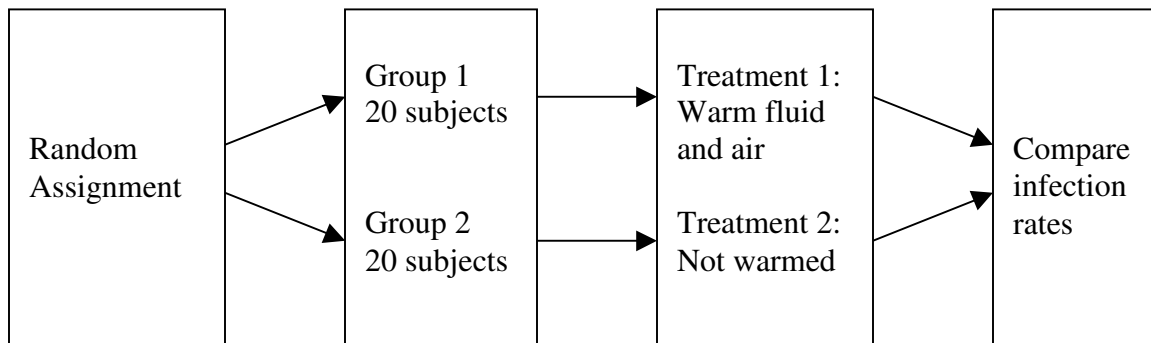 Random
Assignment
Group 1
20 subjects
Group 2
20 subjects
Treatment 1:
Warm fluid
and air
Treatment 2:
Not warmed
Compare
infection
rates